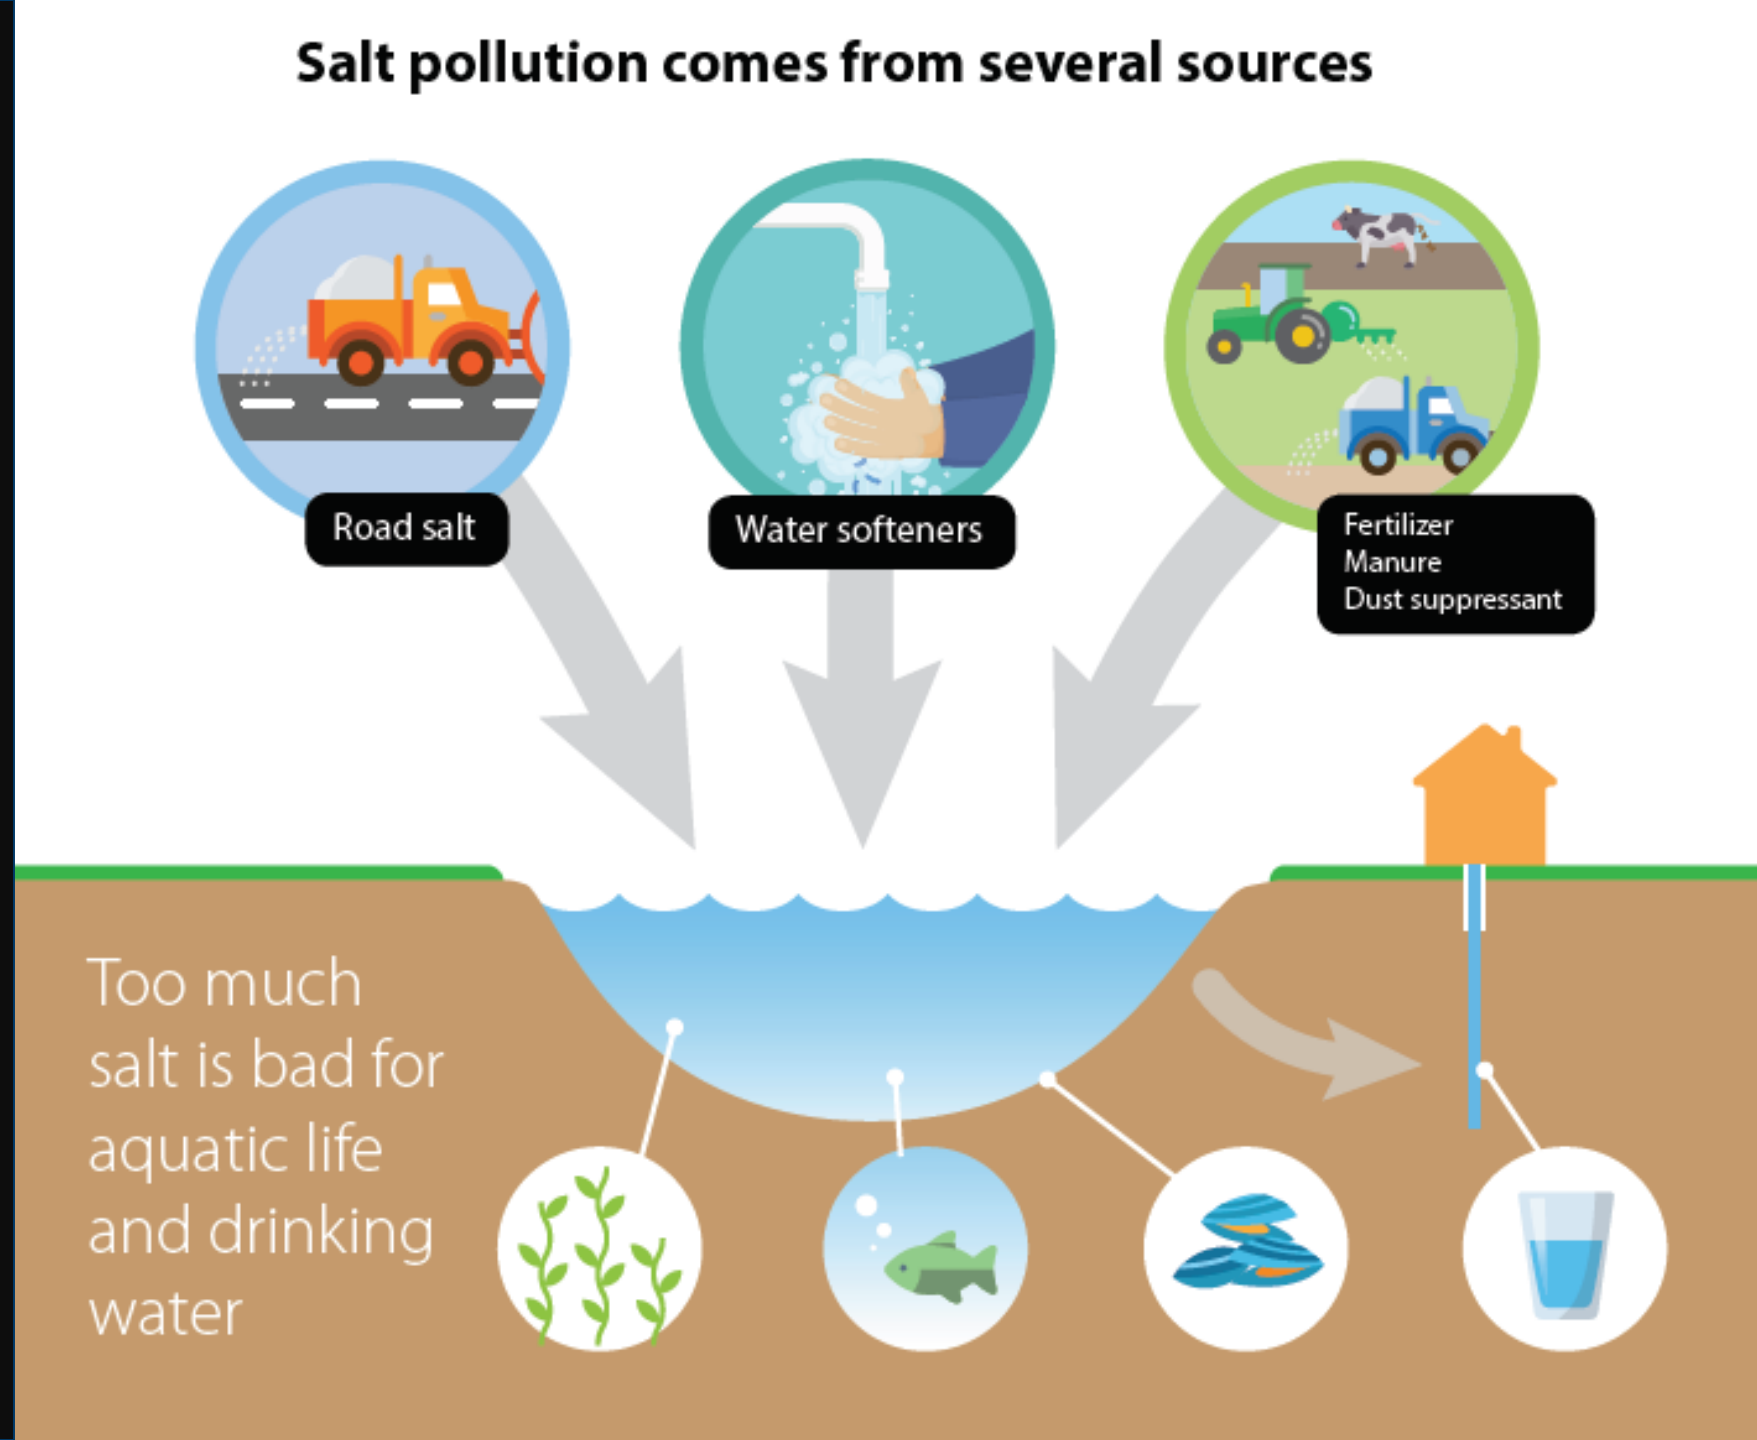 Salt pollution comes from several sources
Road salt
Water softeners
Fertilizer
Manure
Dust suppressant
Too much
salt is bad for
aquatic life
and drinking
water